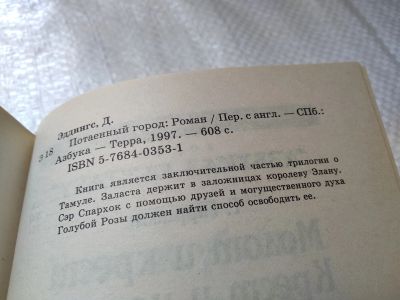 Эддингс, Д.
Э 18 Потаенный город: Роман / Пер. с англ. — СПб.:
Азбука — Терра, 1997. — 608 с.
ISBN 5-7684-0353-1
Книга является заключительной частью трилогии о
Тамуле. Заласта держит в заложницах королеву Элану.
Сэр Спархок с помощью друзей и могущественного духа
Голубой Розы должен найти способ освободить ее.